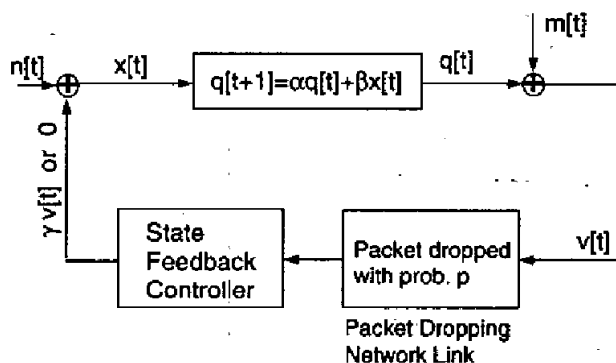 m[t]
n[t]
x[t]
q[t+1]=αq[t]+βx[t]
q[t]
γ v[t] or 0
State
Feedback
Controller
Packet dropped
with prob. p
v[t]
Packet Dropping
Network Link